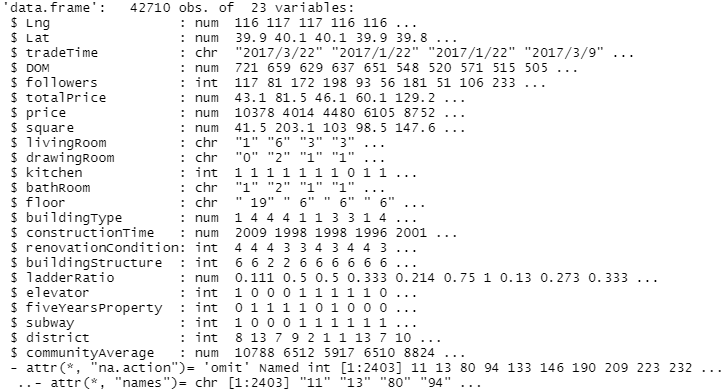 'data.frame':   42710 obs. of  23 variables:
 $ Lng                : num  116 117 117 116 116 ...
 $ Lat                : num  39.9 40.1 40.1 39.9 39.8 ...
 $ tradeTime          : chr  "2017/3/22" "2017/1/22" "2017/1/22" "2017/3/9" ...
 $ DOM                : num  721 659 629 637 651 548 520 571 515 505 ...
 $ followers          : int  117 81 172 198 93 56 181 51 106 233 ...
 $ totalPrice         : num  43.1 81.5 46.1 60.1 129.2 ...
 $ price              : num  10378 4014 4480 6105 8752 ...
 $ square             : num  41.5 203.1 103 98.5 147.6 ...
 $ livingRoom         : chr  "1" "6" "3" "3" ...
 $ drawingRoom        : chr  "0" "2" "1" "1" ...
 $ kitchen            : int  1 1 1 1 1 1 1 0 1 1 ...
 $ bathRoom           : chr  "1" "2" "1" "1" ...
 $ floor              : chr  " 19" " 6" " 6" " 6" ...
 $ buildingType       : num  1 4 4 4 1 1 3 3 1 4 ...
 $ constructionTime   : num  2009 1998 1998 1996 2001 ...
 $ renovationCondition: int  4 4 4 3 3 4 3 4 4 3 ...
 $ buildingStructure  : int  6 6 2 2 6 6 6 6 6 6 ...
 $ ladderRatio        : num  0.111 0.5 0.5 0.333 0.214 0.75 1 0.13 0.273 0.333 ...
 $ elevator           : int  1 0 0 0 1 1 1 1 1 0 ...
 $ fiveYearsProperty  : int  0 1 1 1 1 0 1 0 0 0 ...
 $ subway             : int  1 0 0 0 1 1 1 1 1 1 ...
 $ district           : int  8 13 7 9 2 1 1 13 7 10 ...
 $ communityAverage   : num  10788 6512 5917 6510 8824 ...
 - attr(*, "na.action")= 'omit' Named int [1:2403] 11 13 80 94 133 146 190 209 223 232 ...
  ..- attr(*, "names")= chr [1:2403] "11" "13" "80" "94" ...